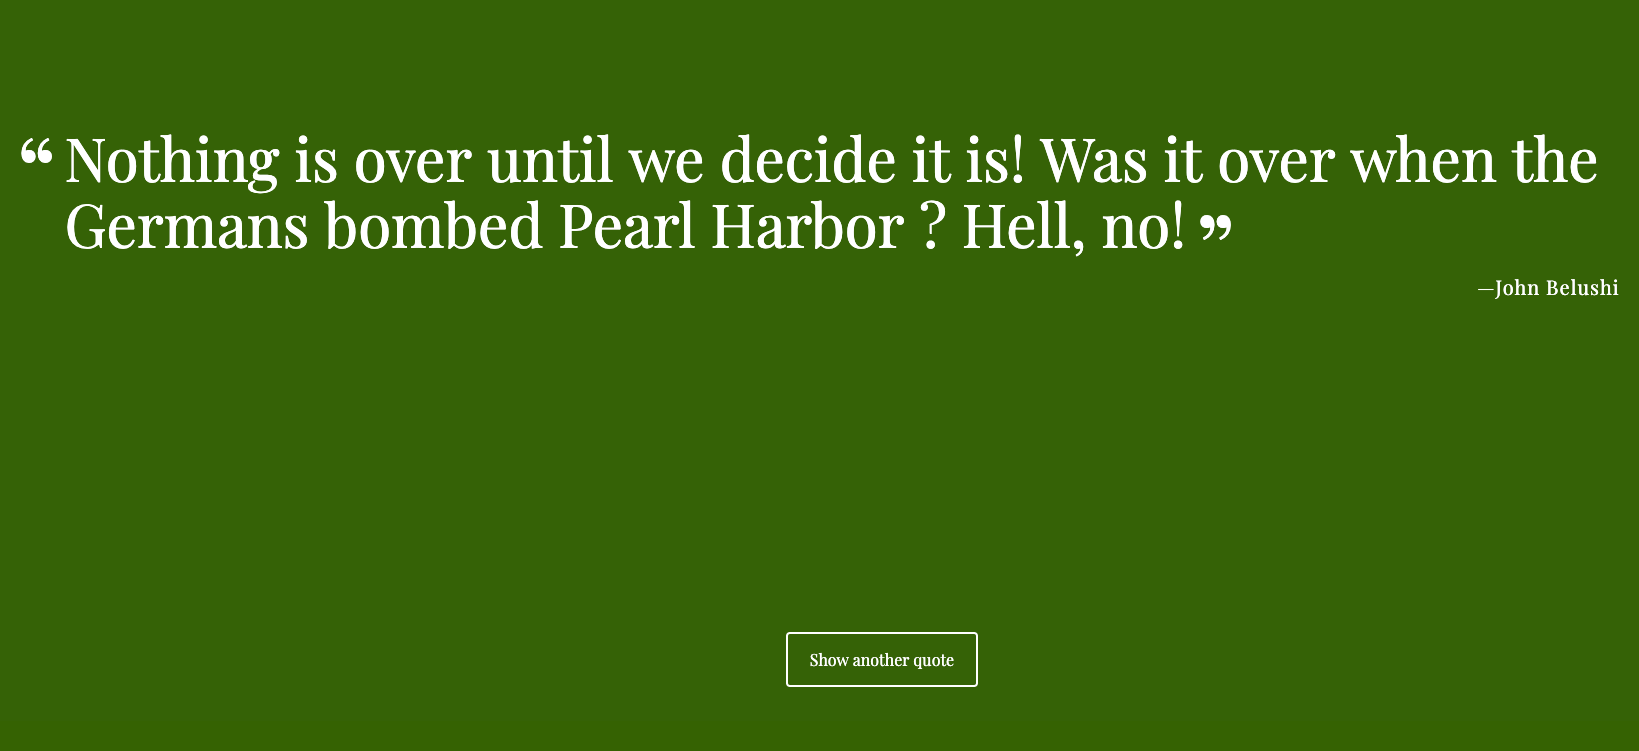 “ Nothing is over until we decide it is! Was it over when the
Germans bombed Pearl Harbor ? Hell, no! ”
—John Belushi
Show another quote